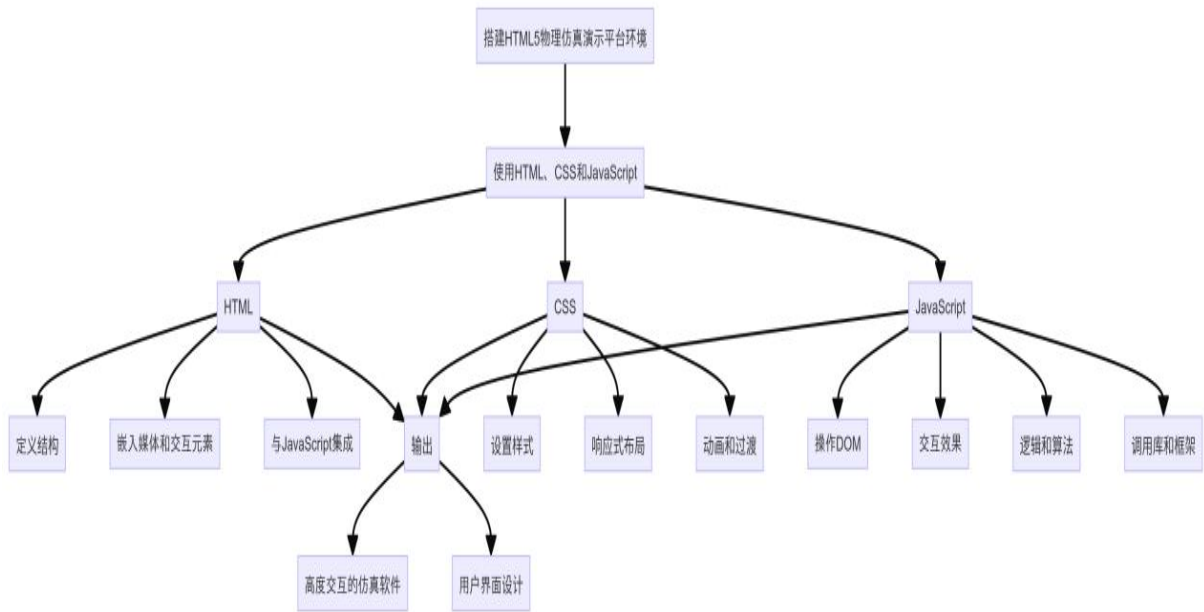 搭建HTML5物理仿真演示平台环境
使用HTML、CSS和JavaScript
HTML
CSS
JavaScript
定义结构
嵌入媒体和交互元素
与JavaScript集成
输出
设置样式
响应式布局
动画和过渡
操作DOM
交互效果
逻辑和算法
调用库和框架
高度交互的仿真软件
用户界面设计